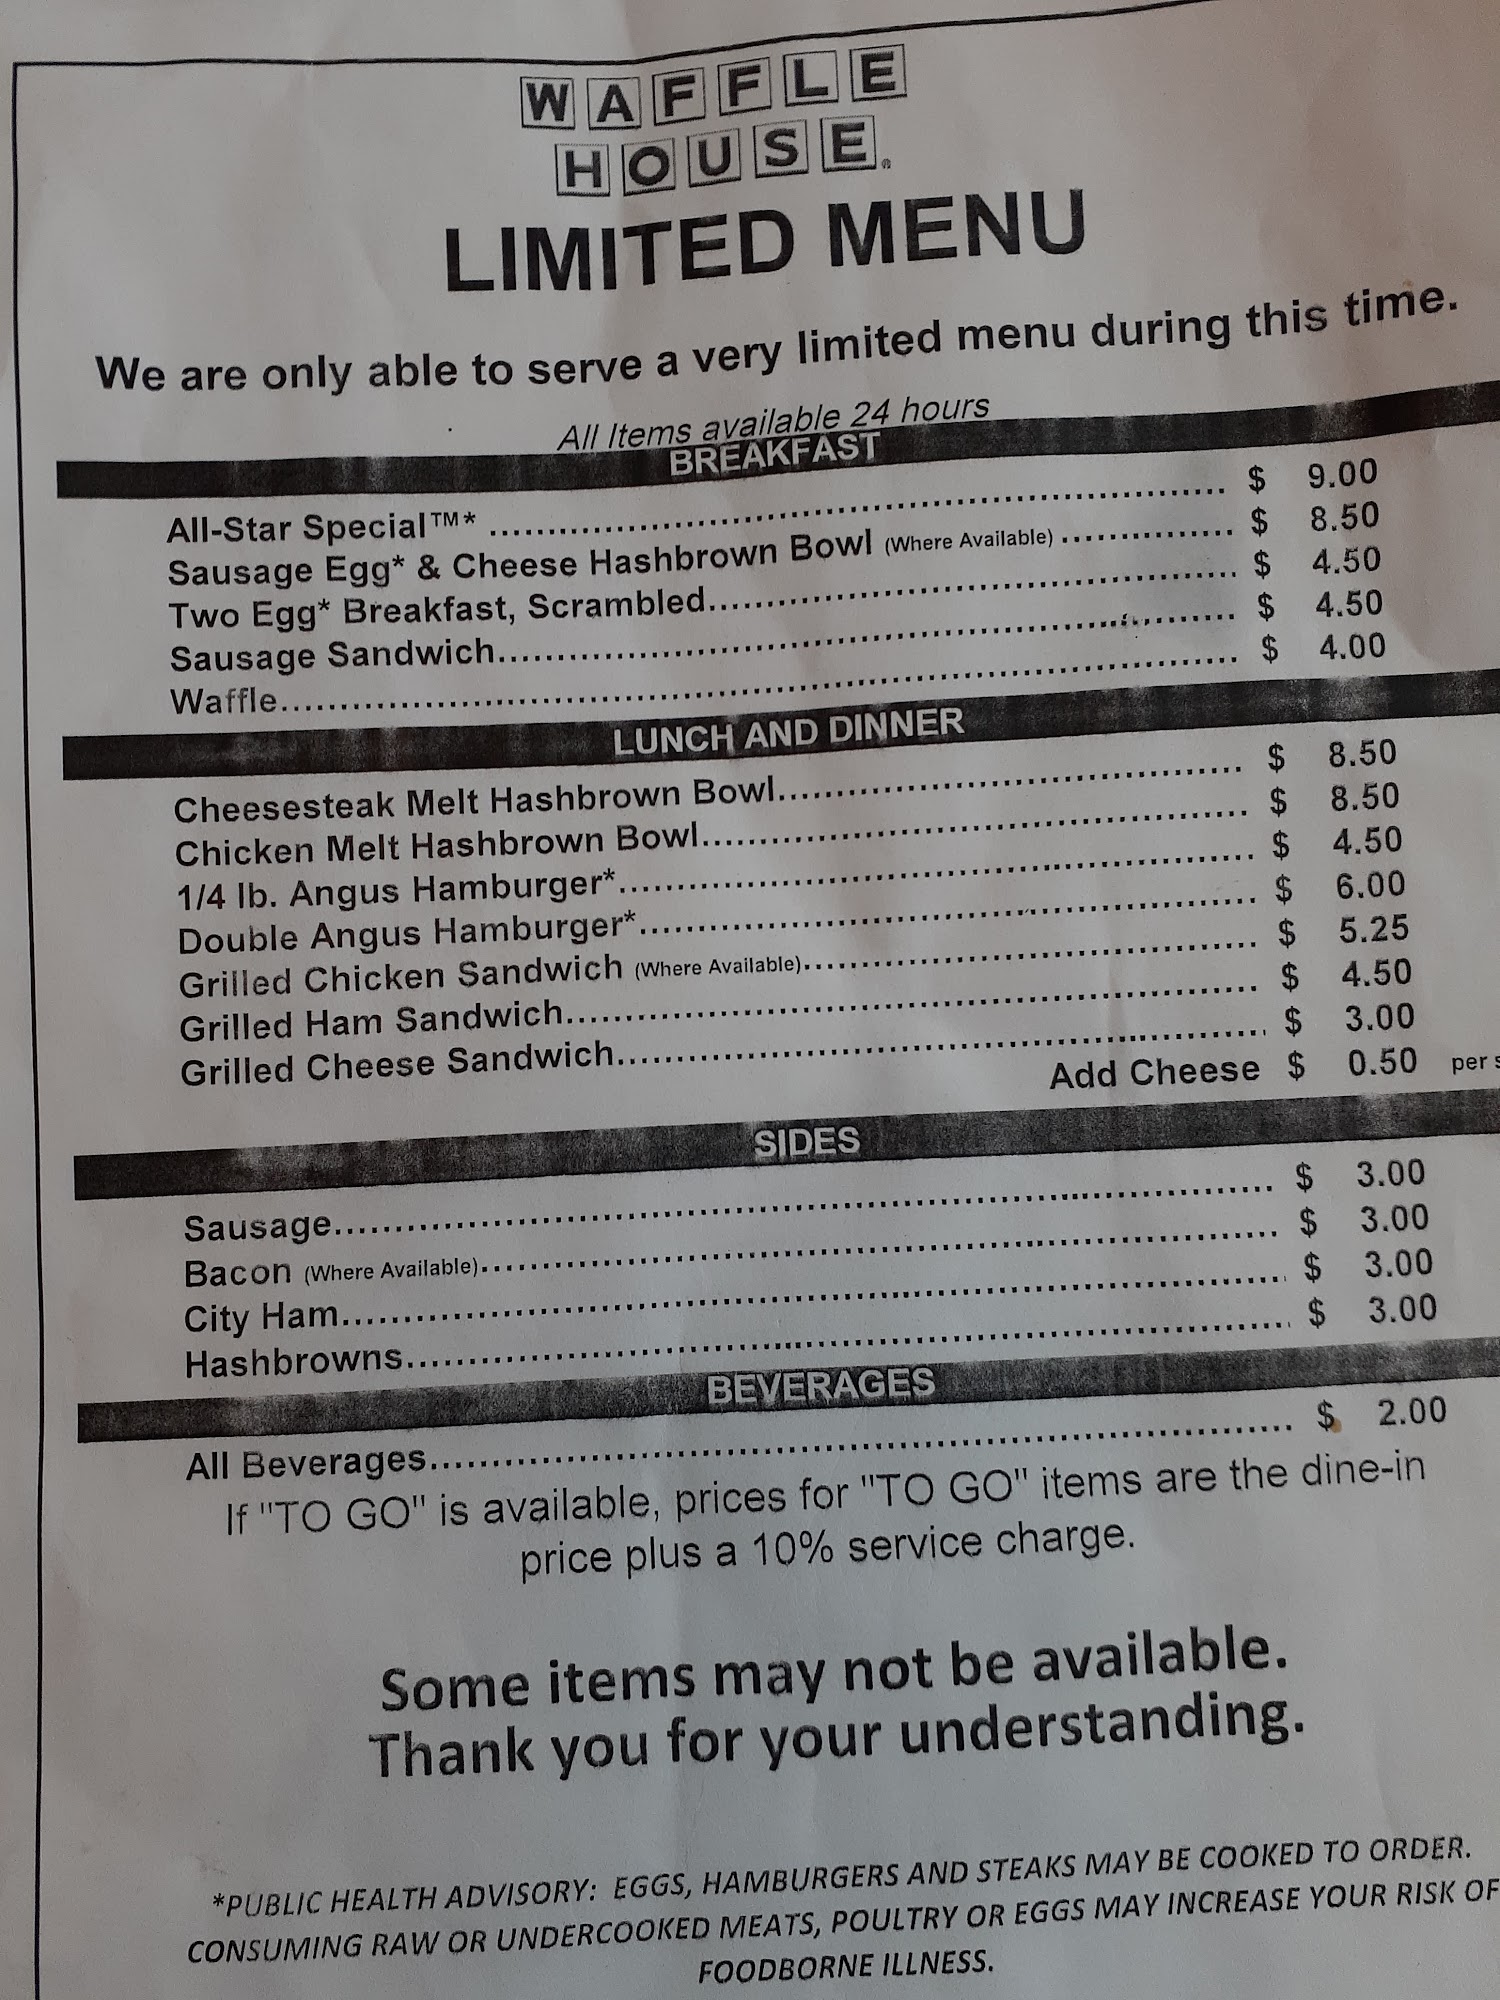 WAFFLE
HOUSE®
LIMITED MENU
We are only able to serve a very limited menu during this time.
All Items available 24 hours
BREAKFAST
All-Star Special™* $ 9.00
Sausage Egg* & Cheese Hashbrown Bowl (Where Available) $ 8.50
Two Egg* Breakfast, Scrambled $ 4.50
Sausage Sandwich $ 4.50
Waffle $ 4.00
LUNCH AND DINNER
Cheesesteak Melt Hashbrown Bowl $ 8.50
Chicken Melt Hashbrown Bowl $ 8.50
1/4 lb. Angus Hamburger* $ 4.50
Double Angus Hamburger* $ 6.00
Grilled Chicken Sandwich (Where Available) $ 5.25
Grilled Ham Sandwich $ 4.50
Grilled Cheese Sandwich $ 3.00
Add Cheese $ 0.50 per
SIDES
Sausage $ 3.00
Bacon (Where Available) $ 3.00
City Ham $ 3.00
Hashbrowns $ 3.00
BEVERAGES
All Beverages $ 2.00
If "TO GO" is available, prices for "TO GO" items are the dine-in
price plus a 10% service charge.
Some items may not be available.
Thank you for your understanding.
*PUBLIC HEALTH ADVISORY: EGGS, HAMBURGERS AND STEAKS MAY BE COOKED TO ORDER.
CONSUMING RAW OR UNDERCOOKED MEATS, POULTRY OR EGGS MAY INCREASE YOUR RISK OF
FOODBORNE ILLNESS.